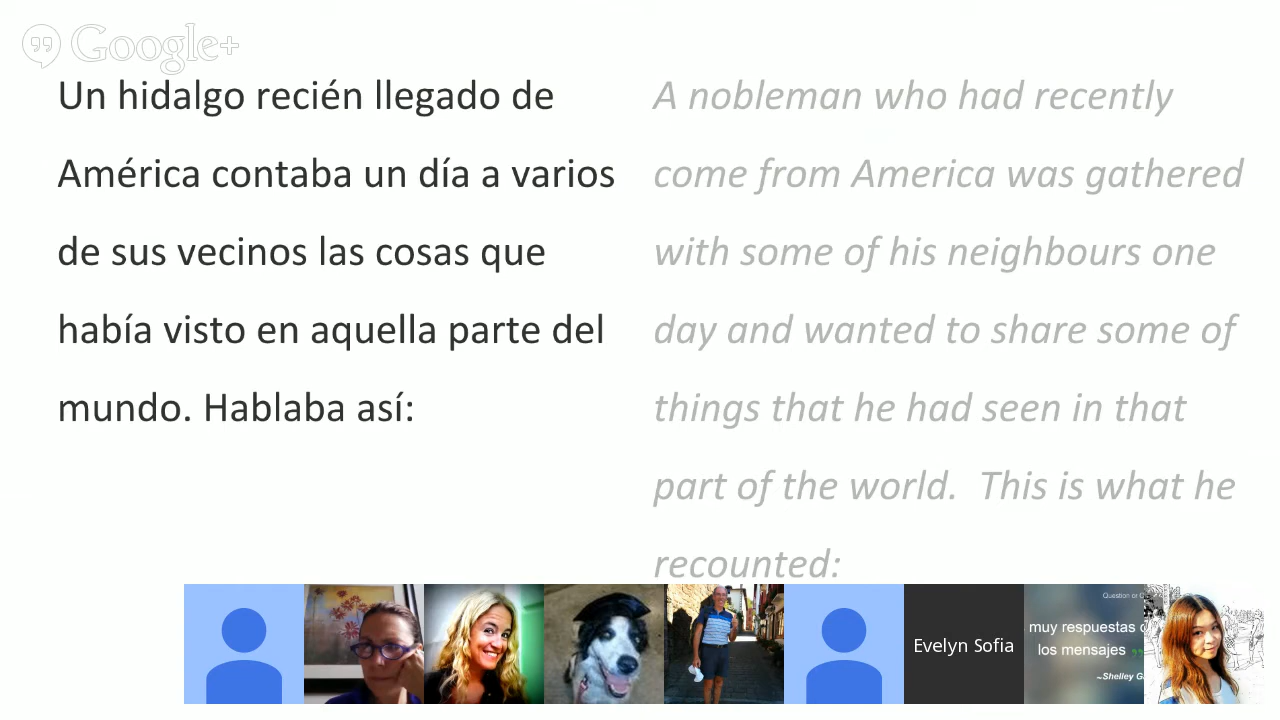 Google+
Un hidalgo recién llegado de
América contaba un día a varios
de sus vecinos las cosas que
había visto en aquella parte del
mundo. Hablaba así:
A nobleman who had recently
come from America was gathered
with some of his neighbours one
day and wanted to share some of
things that he had seen in that
part of the world.  This is what he
recounted:
Evelyn Sofia
Question or
muy respuestas
los mensajes
~Shelley